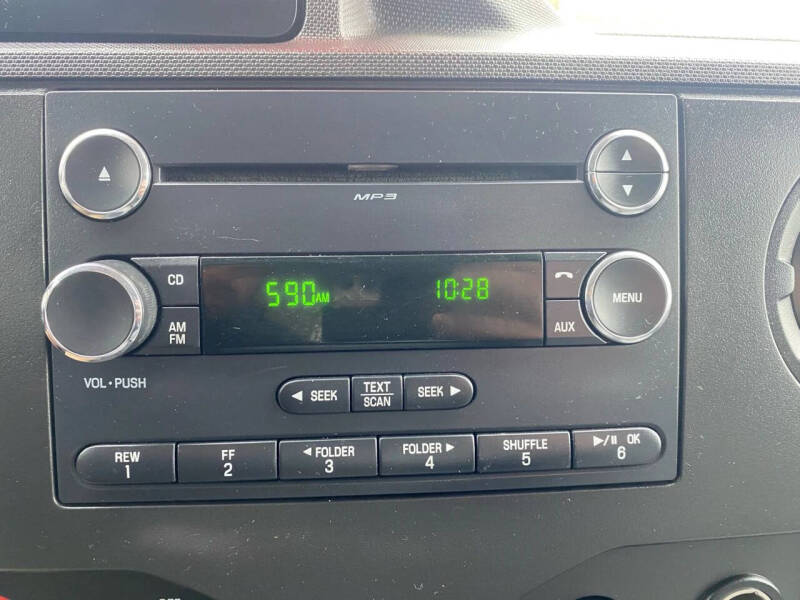 MP3
CD
590AM 10:28
MENU
AM
FM
AUX
VOL • PUSH
◄ SEEK
TEXT
SCAN
SEEK ►
REW
1
FF
2
◄ FOLDER
3
FOLDER ►
4
SHUFFLE
5
►/II OK
6